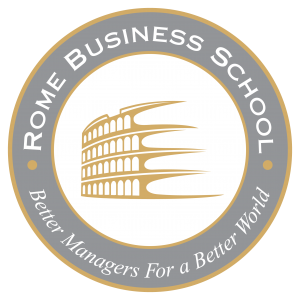 ROME BUSINESS SCHOOL
Better Managers For a Better World